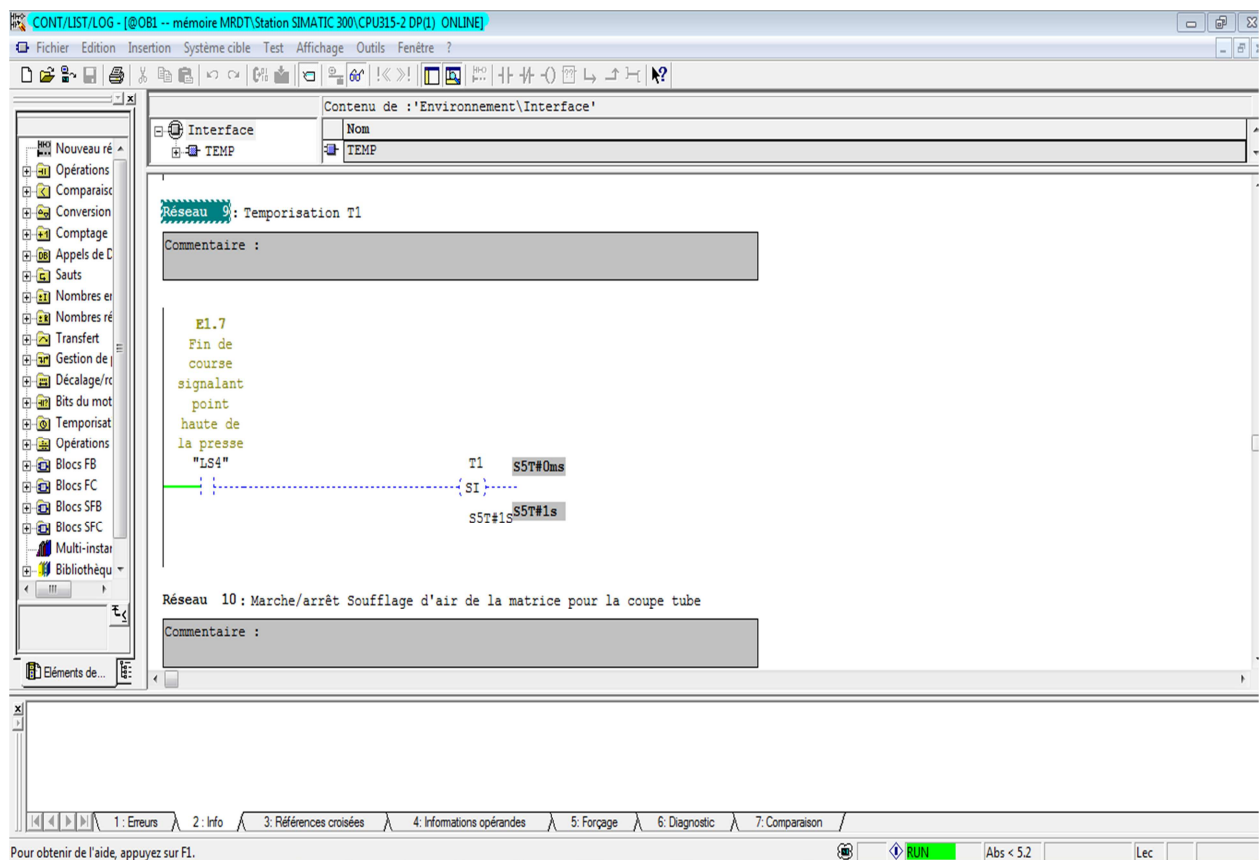 CONT/LIST/LOG - [@OB1 -- mémoire MRDT\Station SIMATIC 300\CPU315-2 DP(1) ONLINE]
Fichier Edition Insertion Système cible Test Affichage Outils Fenêtre ?
Contenu de :'Environnement\Interface'
Interface
TEMP
Nom
TEMP
Nouveau ré
Opérations
Comparaisc
Conversion
Comptage
Appels de D
Sauts
Nombres en
Nombres ré
Transfert
Gestion de
Décalage/rc
Bits du mot
Temporisat
Opérations
Blocs FB
Blocs FC
Blocs SFB
Blocs SFC
Multi-instar
Bibliothèqu
Eléments de...
Réseau 9: Temporisation T1
Commentaire :
E1.7
Fin de
course
signalant
point
haute de
la presse
"LS4"
T1
S5T#0ms
SI
S5T#1S
S5T#1s
Réseau 10: Marche/arrêt Soufflage d'air de la matrice pour la coupe tube
Commentaire :
1 : Erreurs
2 : Info
3: Références croisées
4: Informations opérandes
5: Forçage
6: Diagnostic
7: Comparaison
Pour obtenir de l'aide, appuyez sur F1.
RUN
Abs < 5.2
Lec